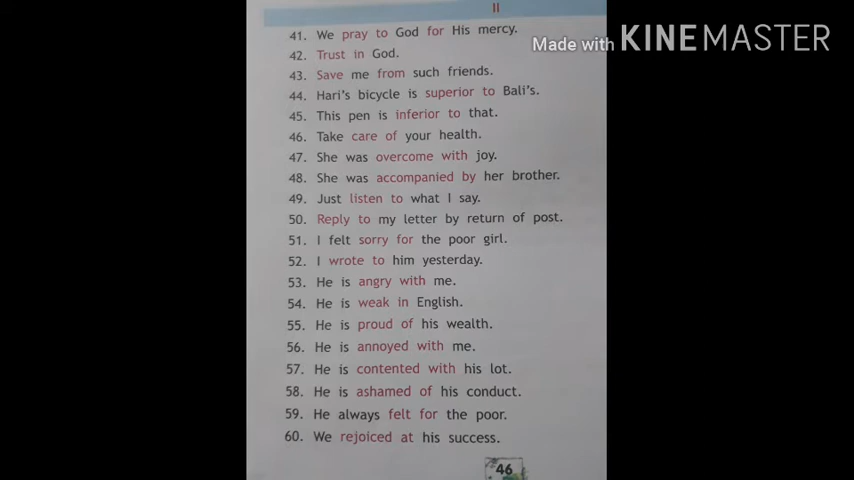 II
Made with KINEMASTER
41. We pray to God for His mercy.
42. Trust in God.
43. Save me from such friends.
44. Hari's bicycle is superior to Bali's.
45. This pen is inferior to that.
46. Take care of your health.
47. She was overcome with joy.
48. She was accompanied by her brother.
49. Just listen to what I say.
50. Reply to my letter by return of post.
51. I felt sorry for the poor girl.
52. I wrote to him yesterday.
53. He is angry with me.
54. He is weak in English.
55. He is proud of his wealth.
56. He is annoyed with me.
57. He is contented with his lot.
58. He is ashamed of his conduct.
59. He always felt for the poor.
60. We rejoiced at his success.
46